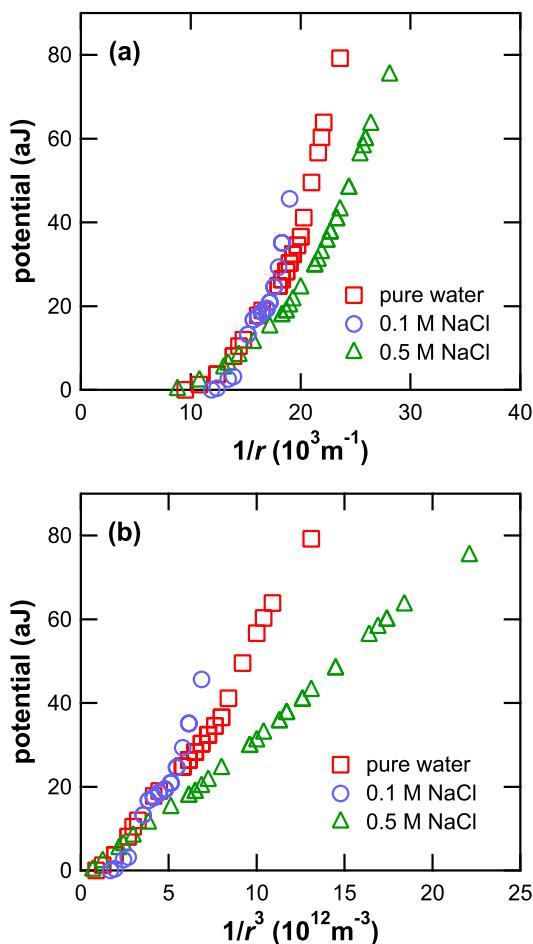 (a)
80
60
40
20
0
potential (aJ)
pure water
0.1 M NaCl
0.5 M NaCl
0 10 20 30 40
1/r (10³m⁻¹)
(b)
80
60
40
20
0
potential (aJ)
pure water
0.1 M NaCl
0.5 M NaCl
0 5 10 15 20 25
1/r³ (10¹²m⁻³)